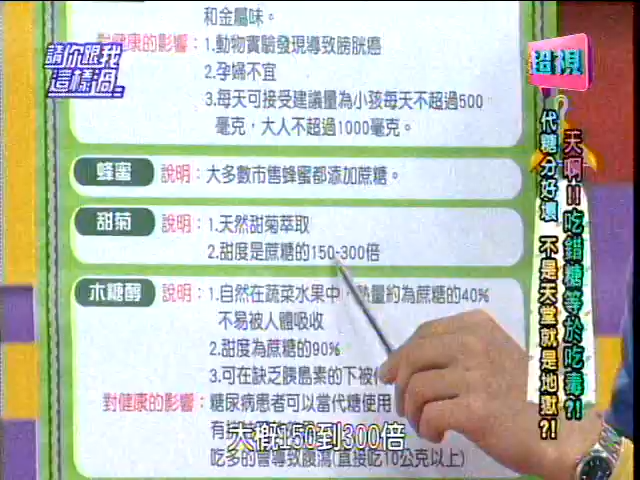 請你跟我
這樣過
超視
天啊!!吃錯糖等於吃毒?!
代糖分好壞 不是天堂就是地獄?!
和金屬味。
對健康的影響：1.動物實驗發現導致膀胱癌
2.孕婦不宜
3.每天可接受建議量為小孩每天不超過500
毫克，大人不超過1000毫克。
蜂蜜 說明：大多數市售蜂蜜都添加蔗糖。
甜菊 說明：1.天然甜菊萃取
2.甜度是蔗糖的150-300倍
木糖醇 說明：1.自然在蔬菜水果中，熱量約為蔗糖的40%
不易被人體吸收
2.甜度為蔗糖的90%
3.可在缺乏胰島素的下被代
對健康的影響：糖尿病患者可以當代糖使用
有
吃多的會導致腹瀉(直接吃10公克以上)
大概150到300倍